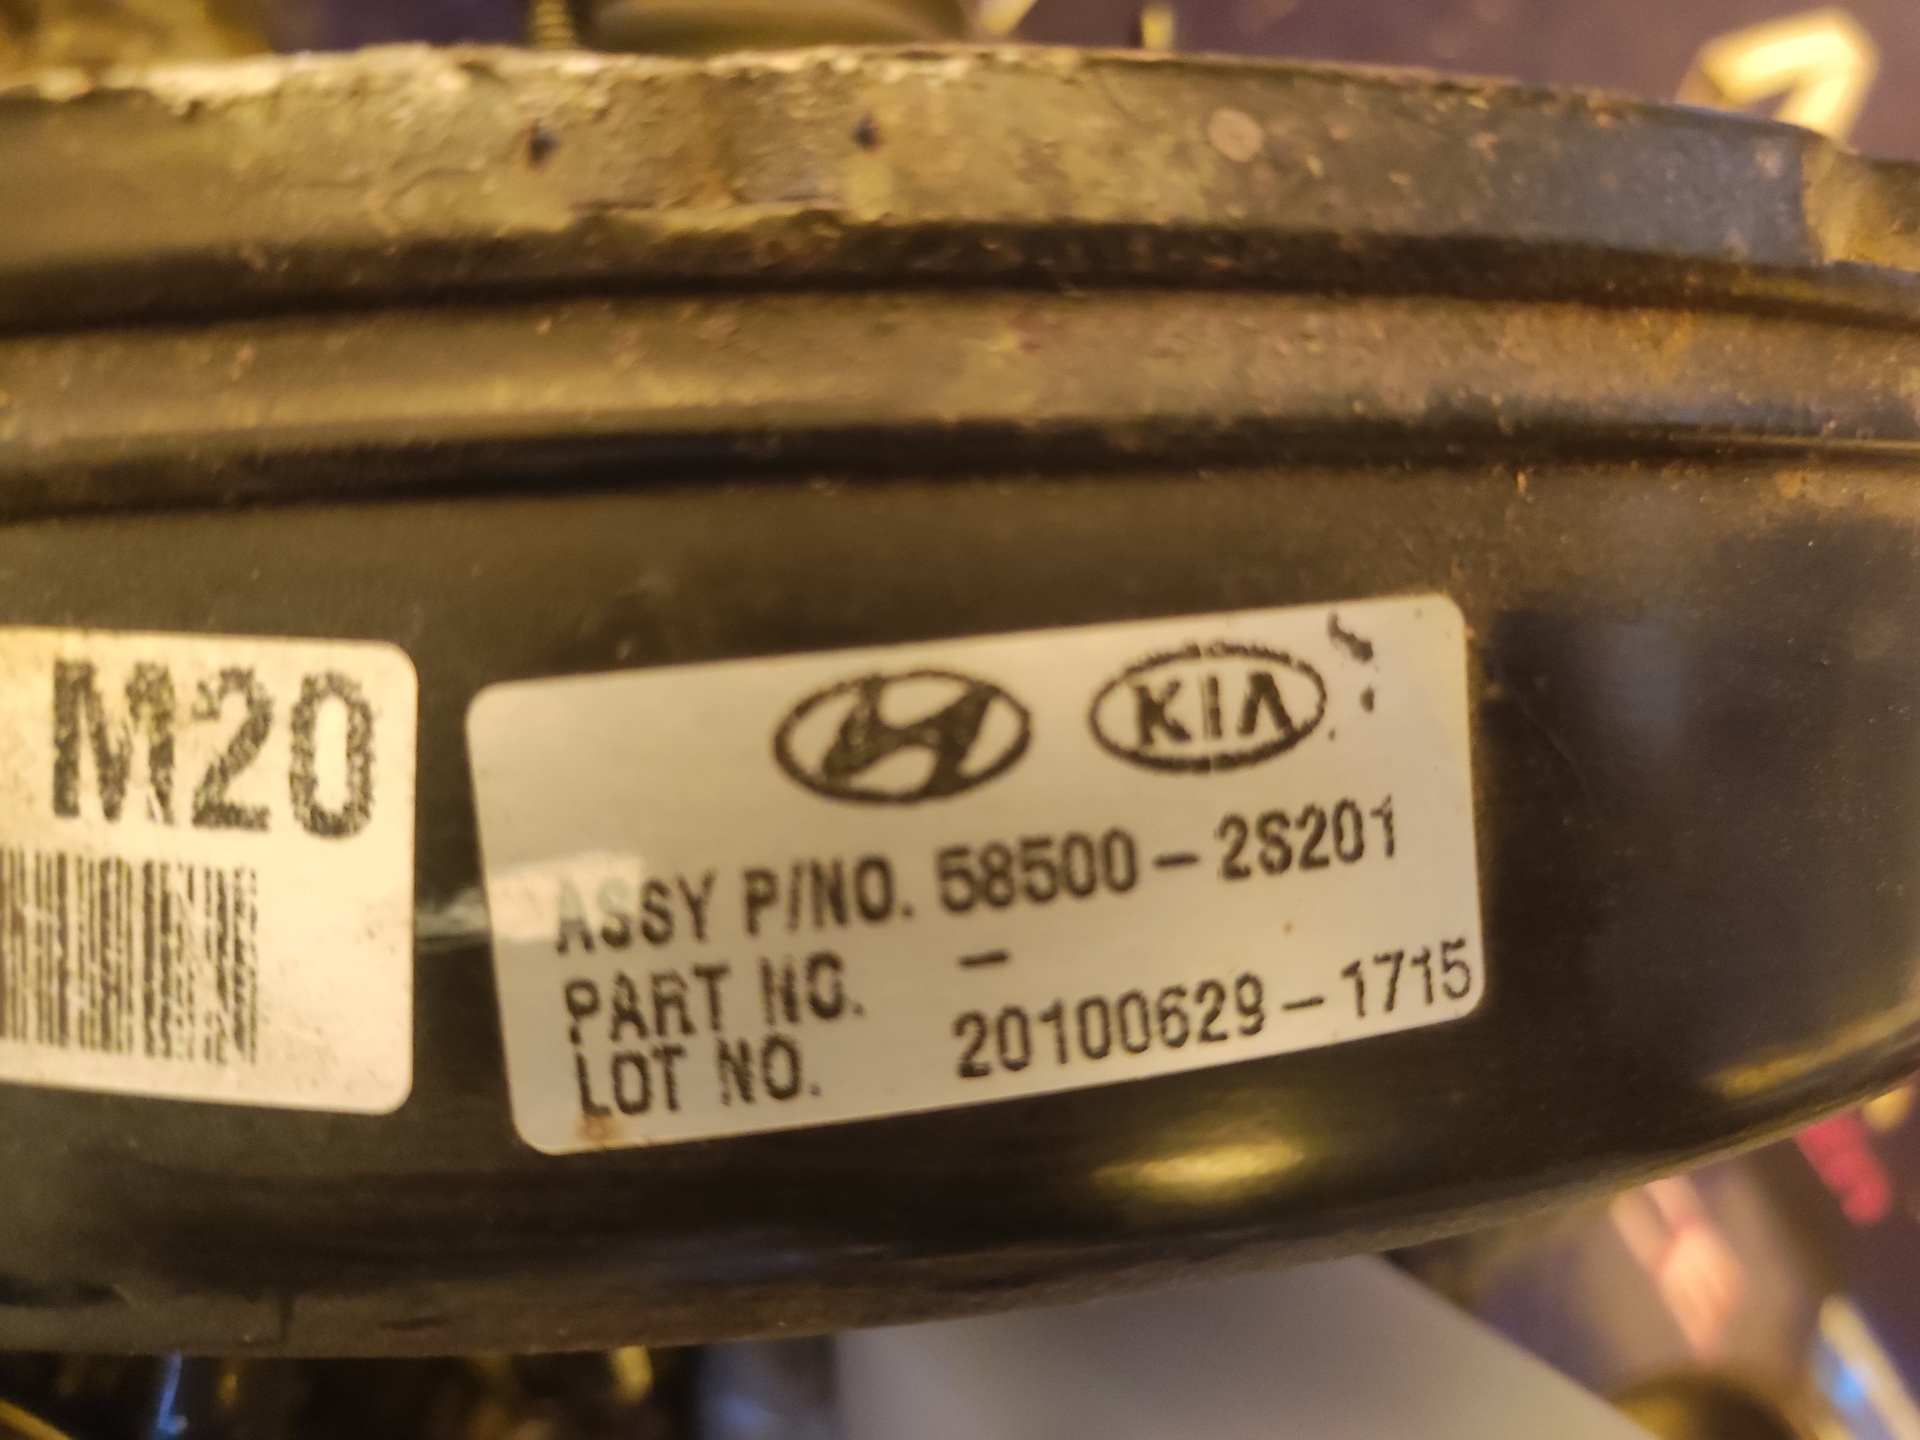 M20
KIA
ASSY P/NO. 58500-2S201
PART NO. -
LOT NO. 20100629-1715